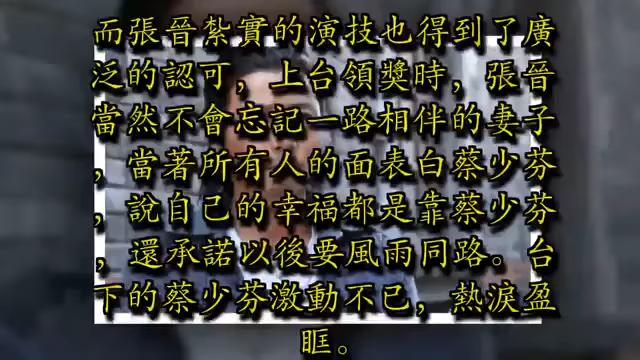 而張晉紮實的演技也得到了廣
泛的認可，上台領獎時，張晉
當然不會忘記一路相伴的妻子
，當著所有人的面表白蔡少芬
，說自己的幸福都是靠蔡少芬
，還承諾以後要風雨同路。台
下的蔡少芬激動不已，熱淚盈
眶。